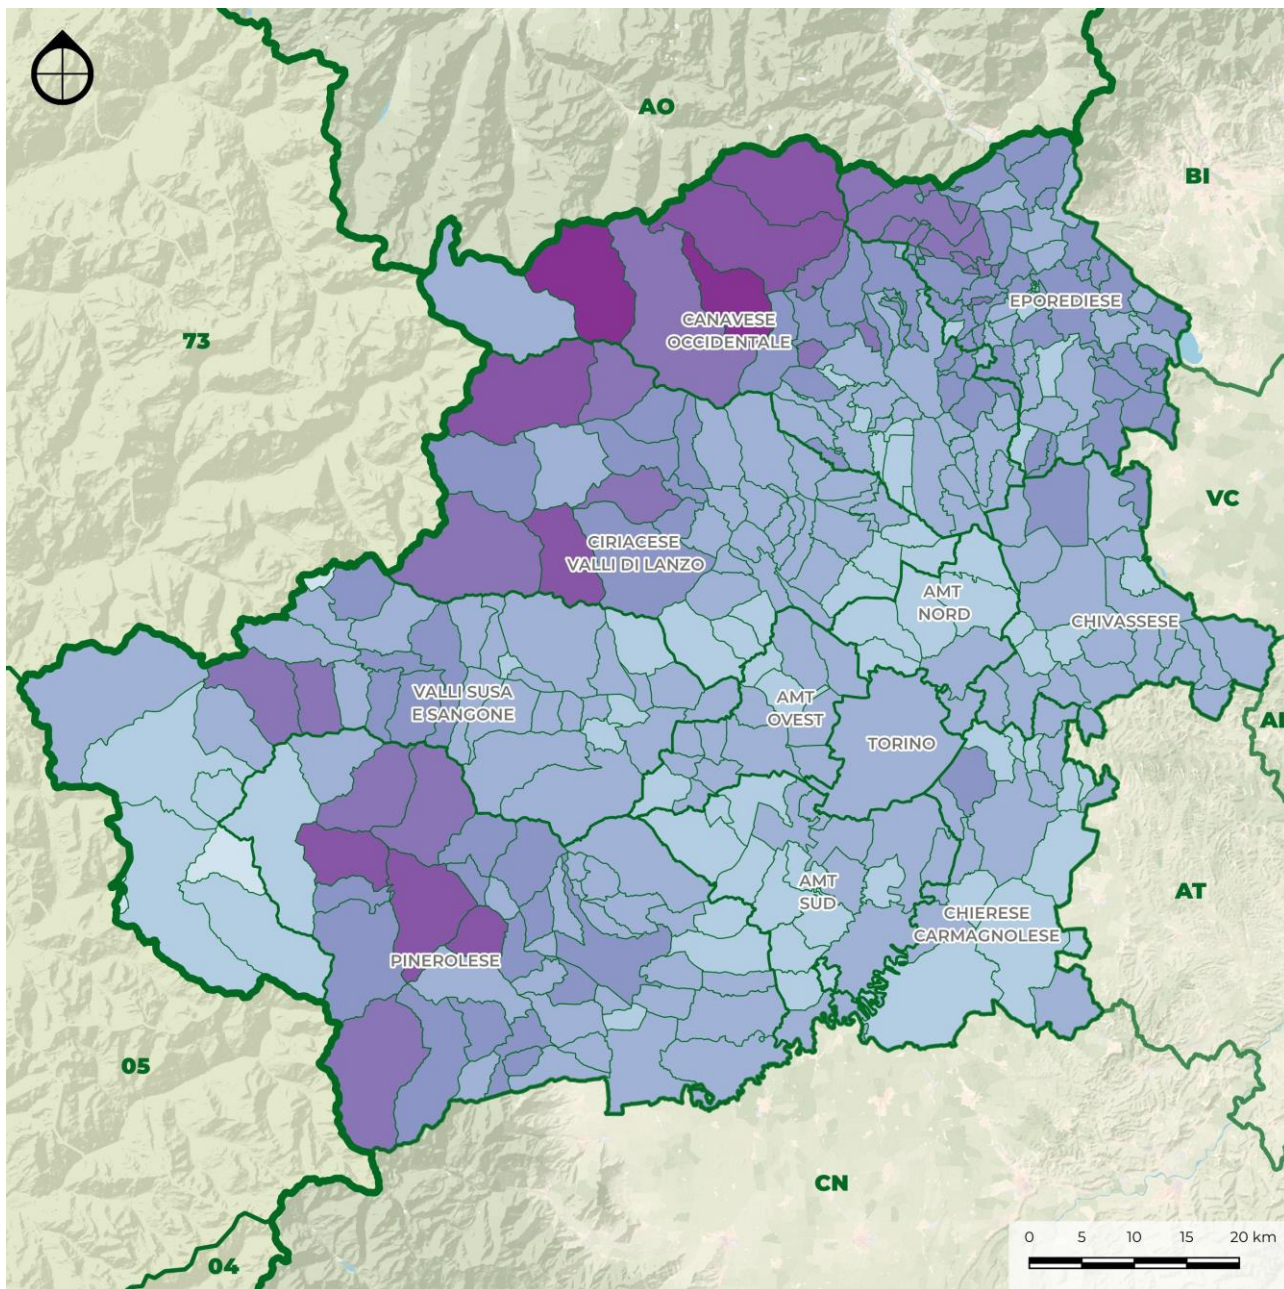 AO
BI
73
EPOREDIESE
CANAVESE
OCCIDENTALE
VC
CIRIACESE
VALLI DI LANZO
AMT
NORD
CHIVASSESE
VALLI SUSA
E SANGONE
AMT
OVEST
TORINO
AL
AT
AMT
SUD
CHIERESE
CARMAGNOLESE
PINEROLESE
05
CN
04
0 5 10 15 20 km